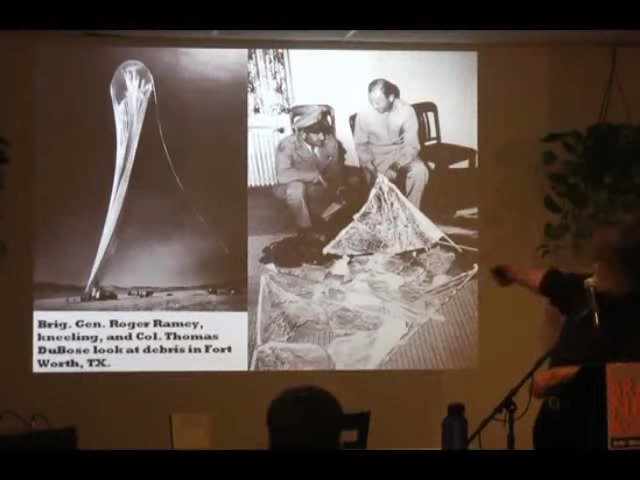 Brig. Gen. Roger Ramey,
kneeling, and Col. Thomas
DuBose look at debris in Fort
Worth, TX.